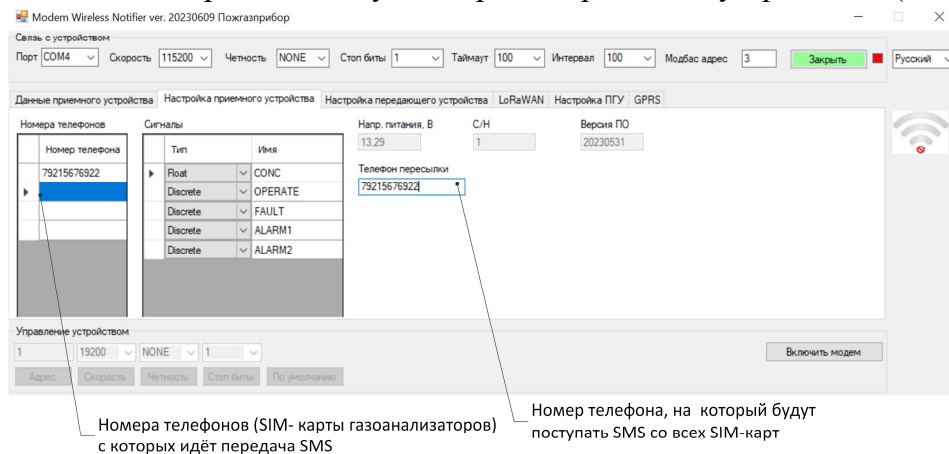 Modem Wireless Notifier ver. 20230609 Пожгазприбор
Связь с устройством
Порт COM4 Скорость 115200 Четность NONE Стоп биты 1 Таймаут 100 Интервал 100 Модбас адрес 3 Закрыть Русский
Данные приемного устройства Настройка приемного устройства Настройка передающего устройства LoRaWAN Настройка ПГУ GPRS
Номера телефонов Сигналы Напр. питания, В С/Н Версия ПО
13,29 1 20230531
Номер телефона Тип Имя
Телефон пересылки
79215676922 Float CONC
79215676922
Discrete OPERATE
Discrete FAULT
Discrete ALARM1
Discrete ALARM2
Управление устройством
1 19200 NONE 1 Включить модем
Адрес Скорость Четность Стоп биты По умолчанию
Номера телефонов (SIM- карты газоанализаторов)
с которых идёт передача SMS
Номер телефона, на который будут
поступать SMS со всех SIM-карт